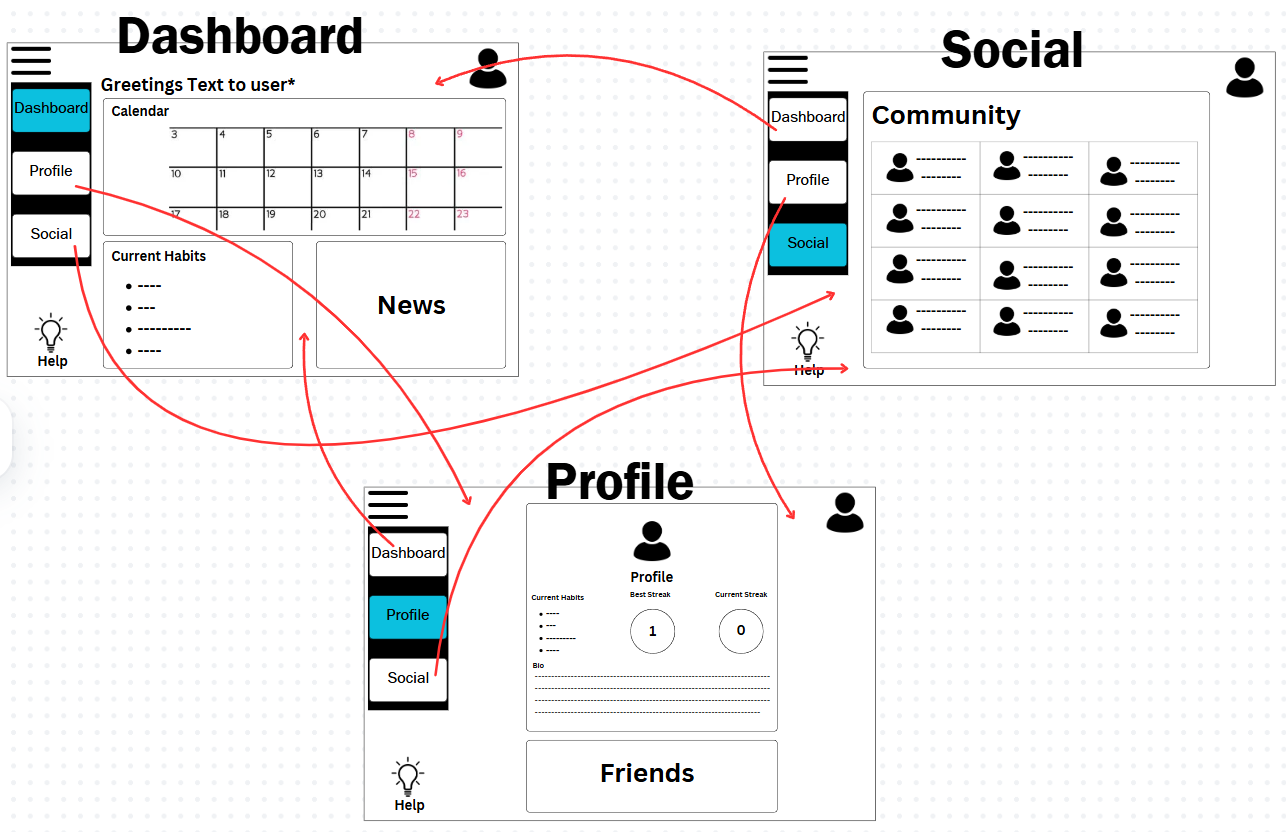 Dashboard
Greetings Text to user*
Dashboard
Profile
Social
Help
Calendar
3 4 5 6 7 8 9
10 11 12 13 14 15 16
17 18 19 20 21 22 23
Current Habits
• ----
• ---
• ---------
• ----
News
Social
Dashboard
Profile
Social
Help
Community
Profile
Dashboard
Profile
Social
Help
Profile
Current Habits
• ----
• ---
• ---------
• ----
Best Streak
1
Current Streak
0
Bio
Friends